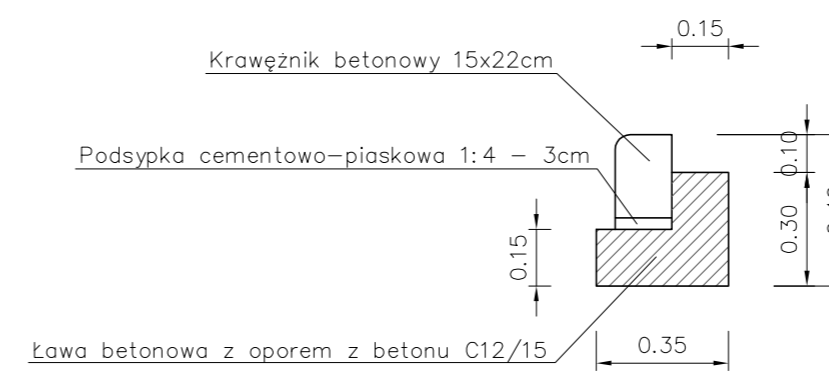 0.15
Krawężnik betonowy 15x22cm
Podsypka cementowo-piaskowa 1:4 - 3cm
0.10
0.30
0.15
Ława betonowa z oporem z betonu C12/15
0.35